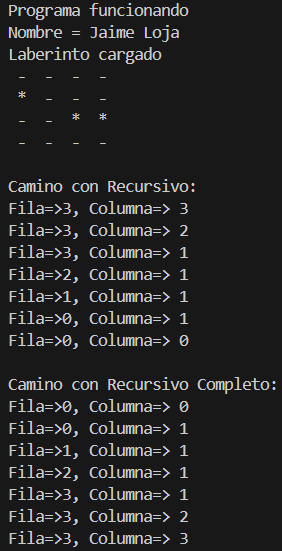 Programa funcionando
Nombre = Jaime Loja
Laberinto cargado
 -  -  -  -
 *  -  -  -
 -  -  *  *
 -  -  -  -

Camino con Recursivo:
Fila=>3, Columna=> 3
Fila=>3, Columna=> 2
Fila=>3, Columna=> 1
Fila=>2, Columna=> 1
Fila=>1, Columna=> 1
Fila=>0, Columna=> 1
Fila=>0, Columna=> 0

Camino con Recursivo Completo:
Fila=>0, Columna=> 0
Fila=>0, Columna=> 1
Fila=>1, Columna=> 1
Fila=>2, Columna=> 1
Fila=>3, Columna=> 1
Fila=>3, Columna=> 2
Fila=>3, Columna=> 3